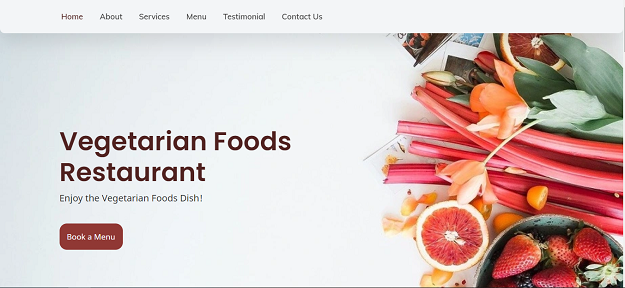 Home About Services Menu Testimonial Contact Us
Vegetarian Foods
Restaurant
Enjoy the Vegetarian Foods Dish!
Book a Menu